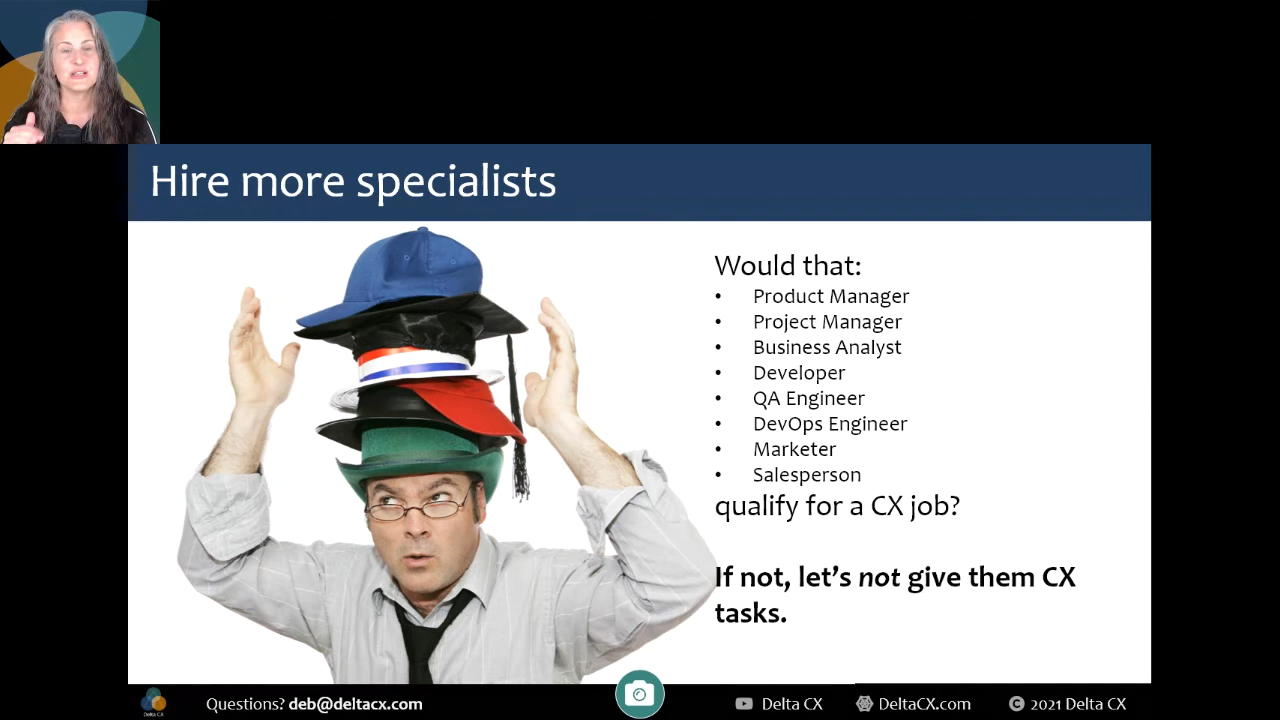 Hire more specialists
Would that:
• Product Manager
• Project Manager
• Business Analyst
• Developer
• QA Engineer
• DevOps Engineer
• Marketer
• Salesperson
qualify for a CX job?
If not, let's not give them CX
tasks.
Delta CX
Questions? deb@deltacx.com
Delta CX
DeltaCX.com
© 2021 Delta CX